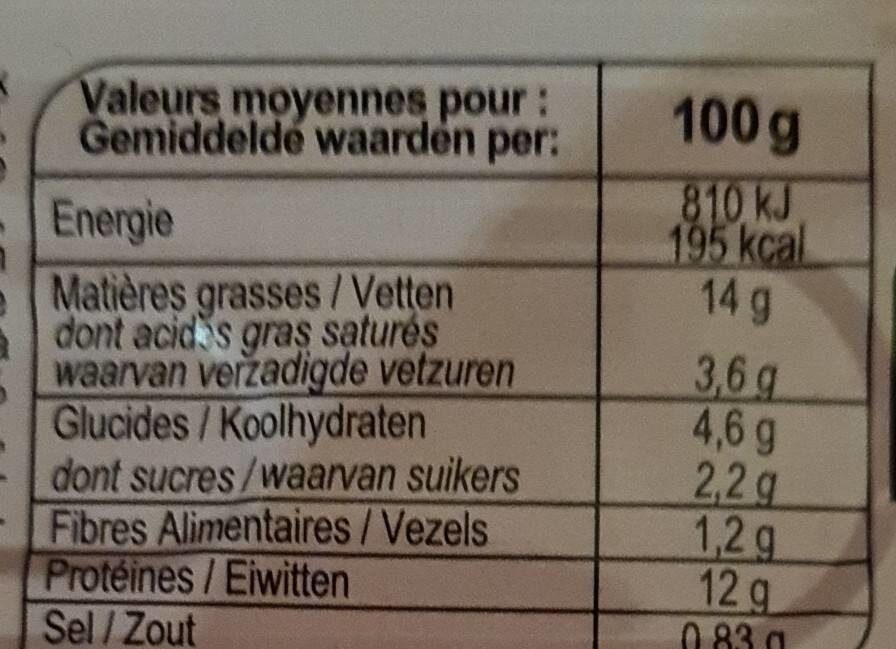 Valeurs moyennes pour :
Gemiddelde waarden per:
100 g
Energie
810 kJ
195 kcal
Matières grasses / Vetten
14 g
dont acides gras saturés
waarvan verzadigde vetzuren
3,6 g
Glucides / Koolhydraten
4,6 g
dont sucres / waarvan suikers
2,2 g
Fibres Alimentaires / Vezels
1,2 g
Protéines / Eiwitten
12 g
Sel / Zout
0,83 g